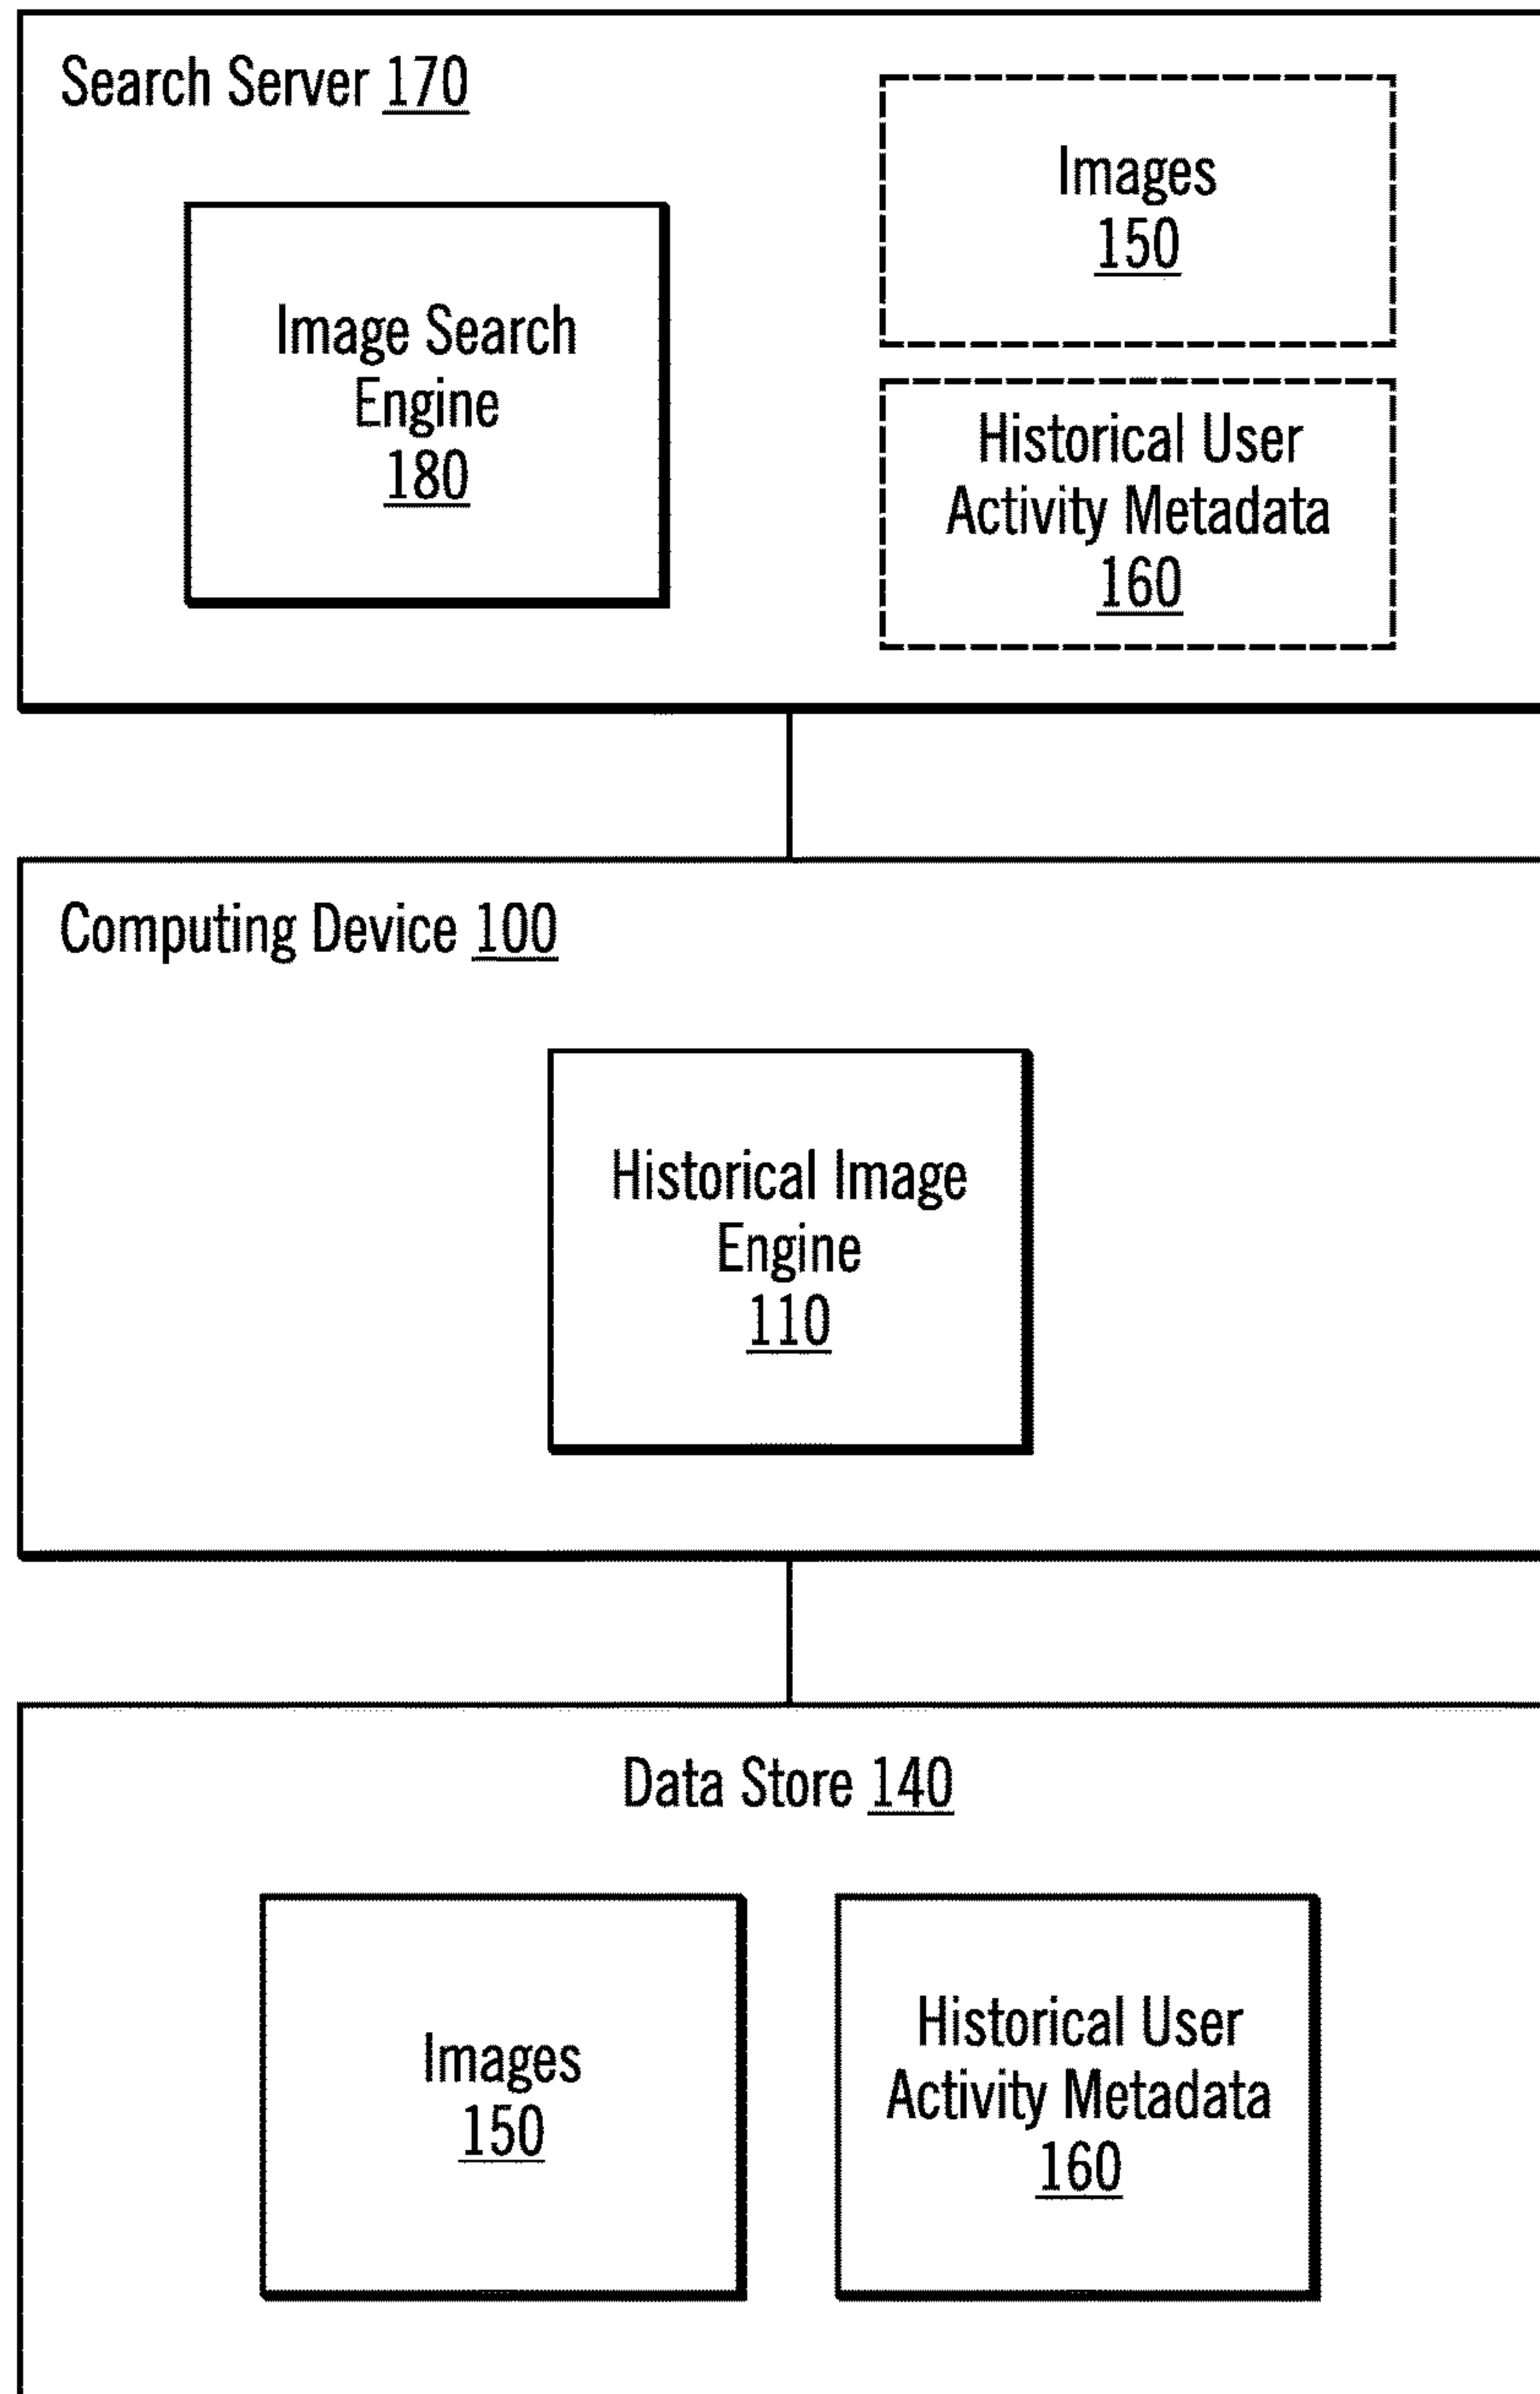 Search Server 170
Images
150
Image Search
Engine
180
Historical User
Activity Metadata
160
Computing Device 100
Historical Image
Engine
110
Data Store 140
Images
150
Historical User
Activity Metadata
160